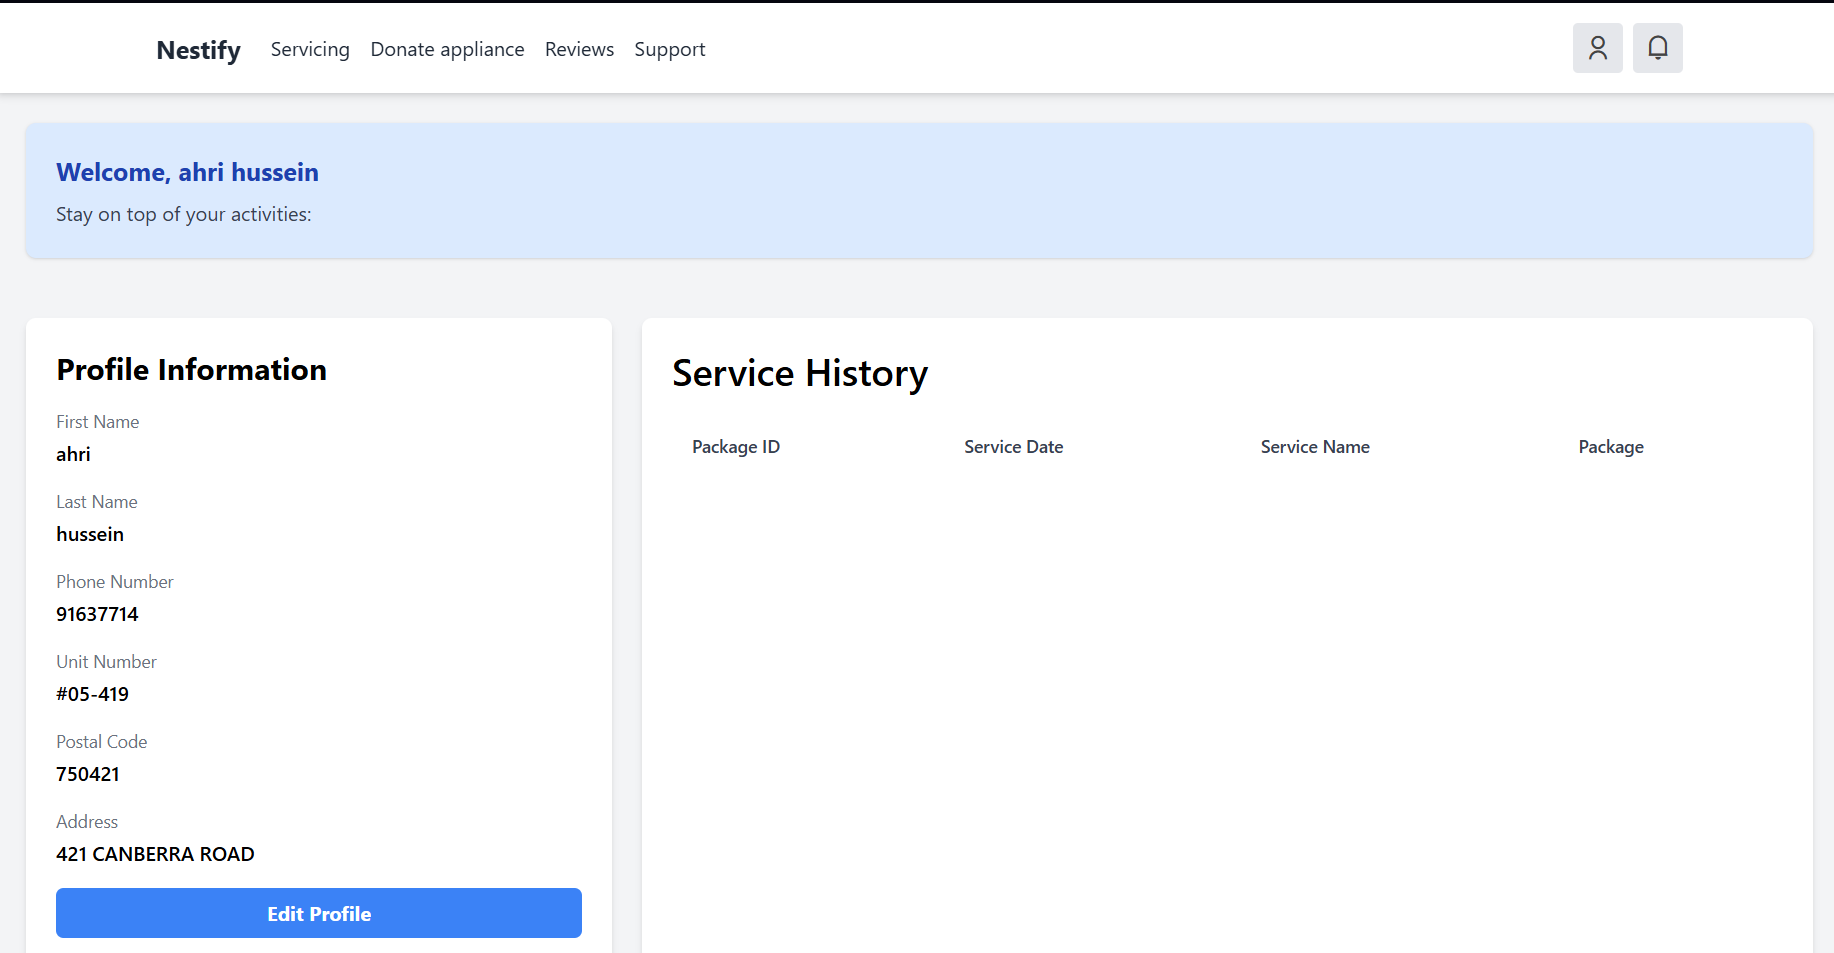 Nestify Servicing Donate appliance Reviews Support
Welcome, ahri hussein
Stay on top of your activities:
Profile Information
First Name
ahri
Last Name
hussein
Phone Number
91637714
Unit Number
#05-419
Postal Code
750421
Address
421 CANBERRA ROAD
Edit Profile
Service History
Package ID Service Date Service Name Package